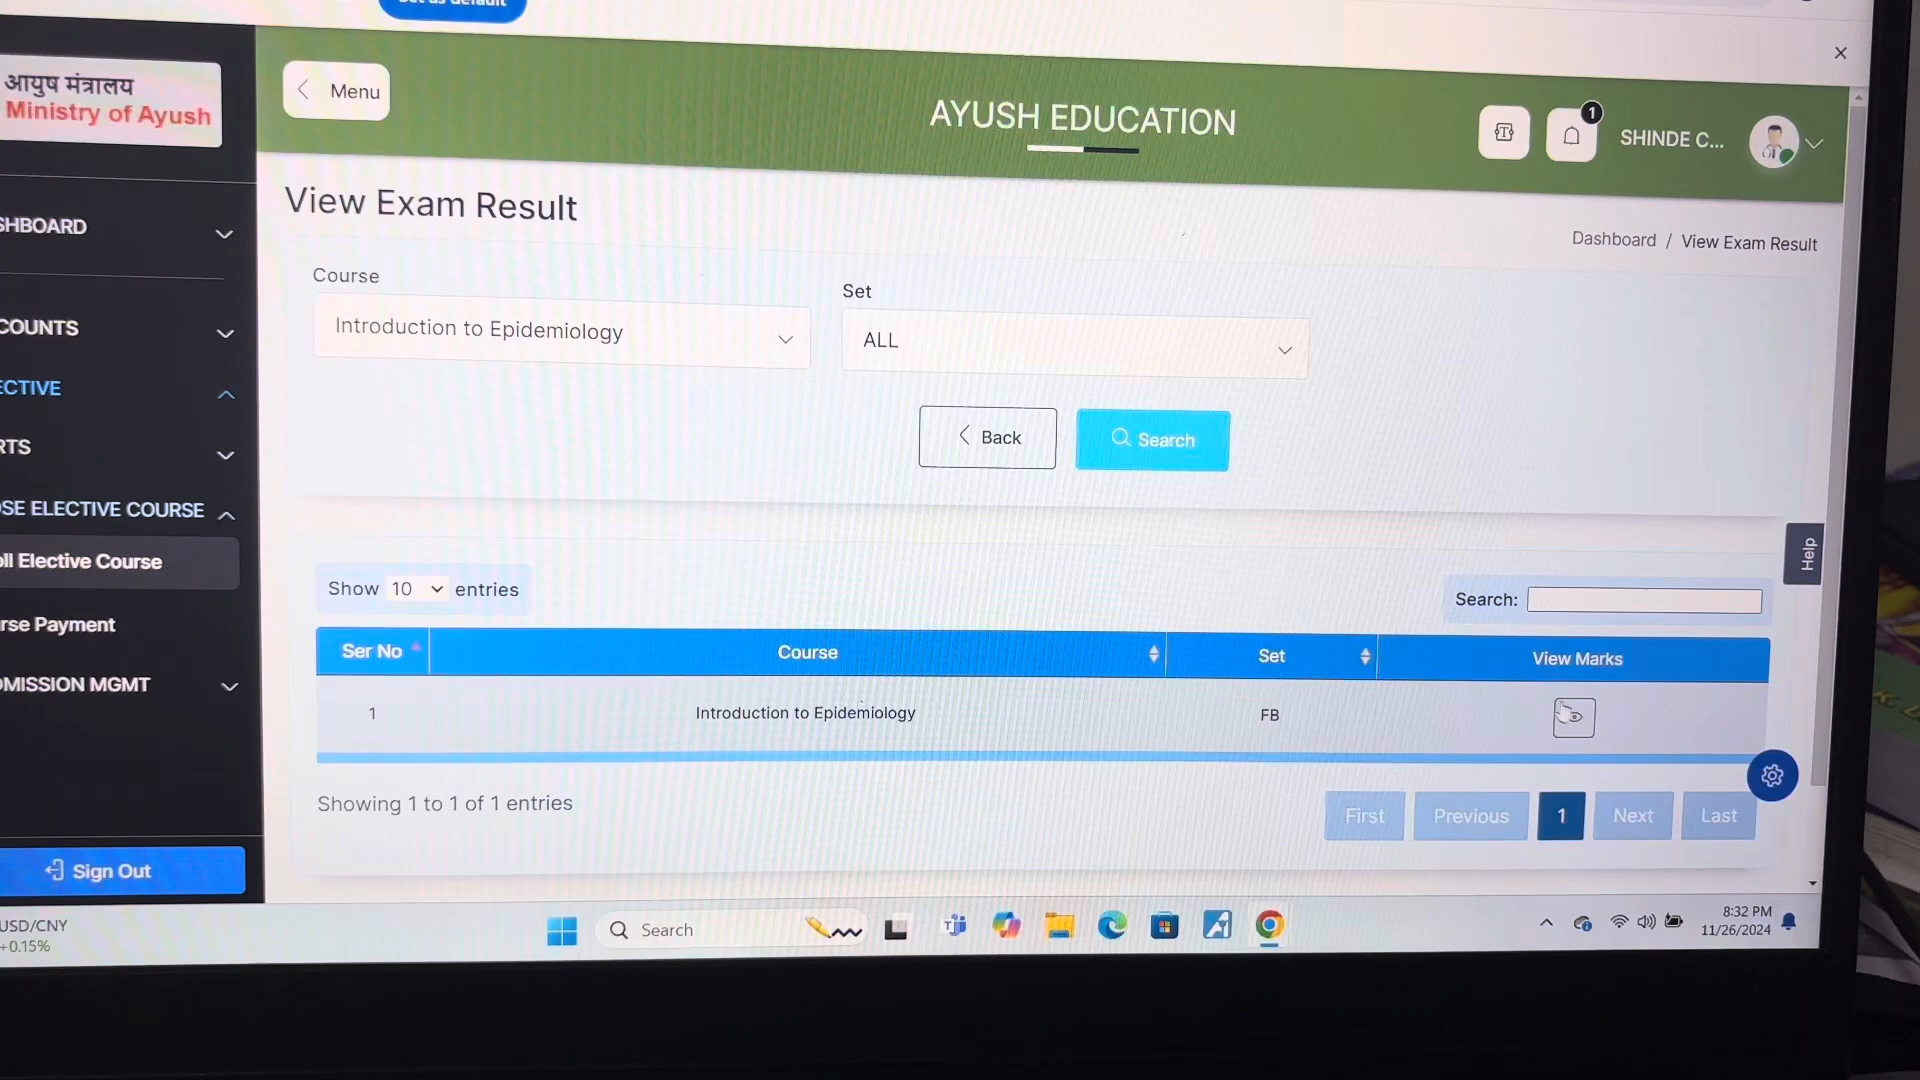 आयुष मंत्रालय
Ministry of Ayush
Menu
AYUSH EDUCATION
1
SHINDE C...
View Exam Result
Dashboard / View Exam Result
SHBOARD
COUNTS
ECTIVE
RTS
OSE ELECTIVE COURSE
oll Elective Course
rse Payment
DMISSION MGMT
Sign Out
Course
Introduction to Epidemiology
Set
ALL
Back
Search
Help
Show 10 entries
Search:
Ser No
Course
Set
View Marks
1
Introduction to Epidemiology
FB
Showing 1 to 1 of 1 entries
First
Previous
1
Next
Last
USD/CNY
+0.15%
Search
8:32 PM
11/26/2024